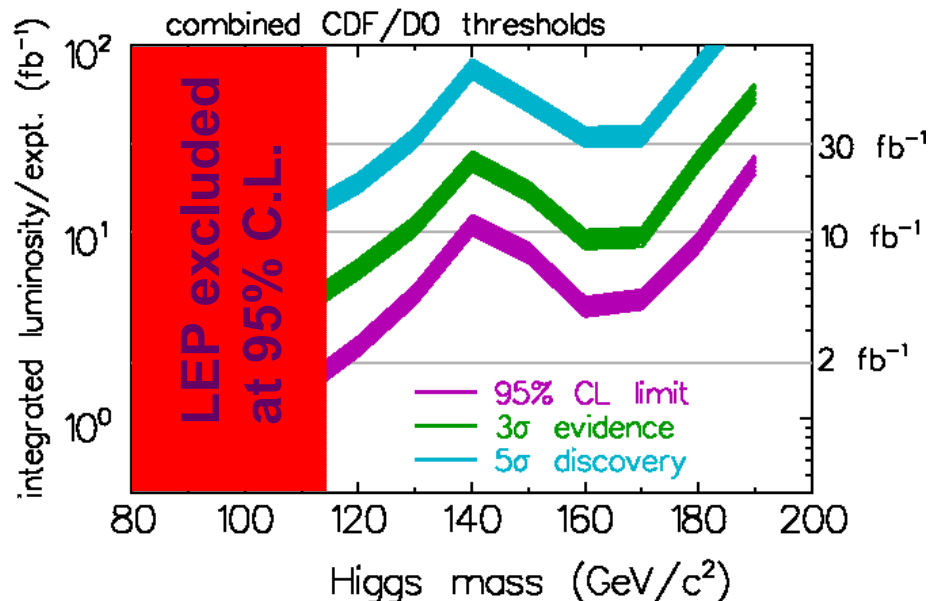 combined CDF/D0 thresholds
integrated luminosity/expt. (fb⁻¹)
10²
10¹
10⁰
LEP excluded
at 95% C.L.
30 fb⁻¹
10 fb⁻¹
2 fb⁻¹
95% CL limit
3σ evidence
5σ discovery
80 100 120 140 160 180 200
Higgs mass (GeV/c²)